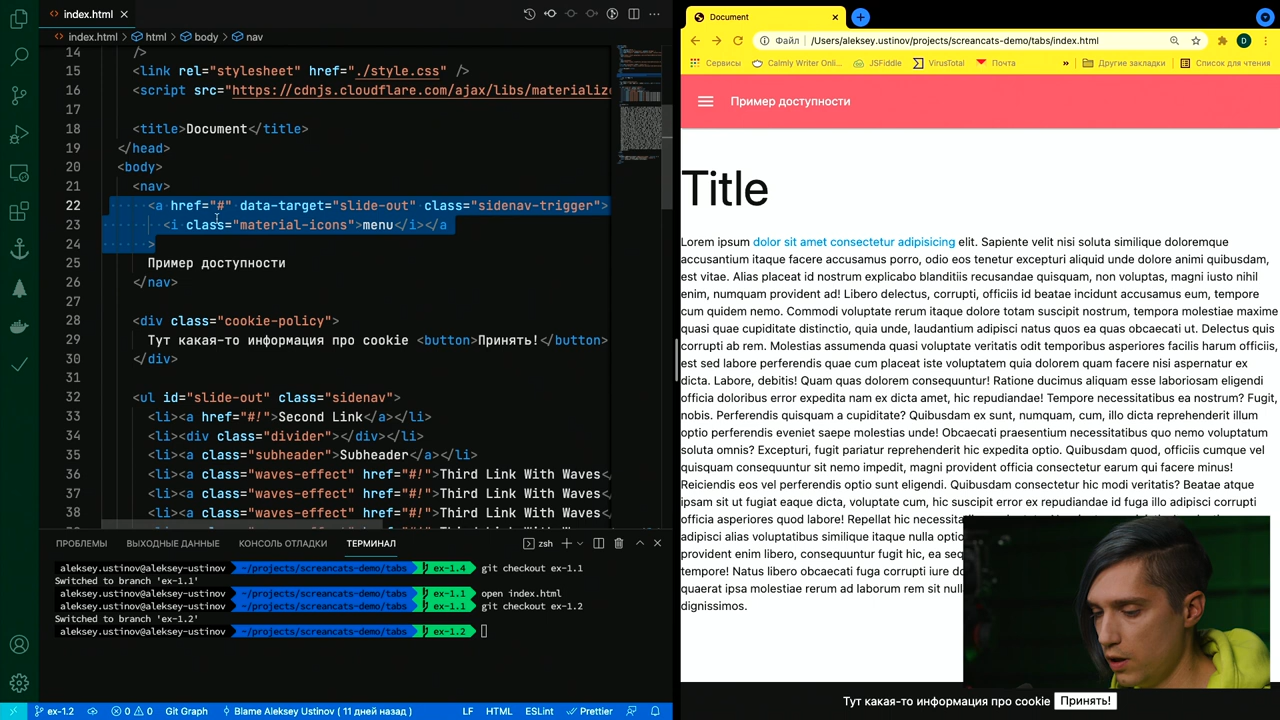 index.html
index.html > html > body > nav
14 />
15 <link rel="stylesheet" href="./style.css" />
16 <script src="https://cdnjs.cloudflare.com/ajax/libs/materialize
17
18 <title>Document</title>
19 </head>
20 <body>
21 <nav>
22 <a href="#" data-target="slide-out" class="sidenav-trigger">
23 <i class="material-icons">menu</i></a
24 >
25 Пример доступности
26 </nav>
27
28 <div class="cookie-policy">
29 Тут какая-то информация про cookie <button>Принять!</button>
30 </div>
31
32 <ul id="slide-out" class="sidenav">
33 <li><a href="#!">Second Link</a></li>
34 <li><div class="divider"></div></li>
35 <li><a class="subheader">Subheader</a></li>
36 <li><a class="waves-effect" href="#!">Third Link With Waves<
37 <li><a class="waves-effect" href="#!">Third Link With Waves<
38 <li><a class="waves-effect" href="#!">Third Link With Waves<
ПРОБЛЕМЫ ВЫХОДНЫЕ ДАННЫЕ КОНСОЛЬ ОТЛАДКИ ТЕРМИНАЛ zsh
aleksey.ustinov@aleksey-ustinov ~/projects/screancats-demo/tabs ex-1.4 git checkout ex-1.1
Switched to branch 'ex-1.1'
aleksey.ustinov@aleksey-ustinov ~/projects/screancats-demo/tabs ex-1.1 open index.html
aleksey.ustinov@aleksey-ustinov ~/projects/screancats-demo/tabs ex-1.1 git checkout ex-1.2
Switched to branch 'ex-1.2'
aleksey.ustinov@aleksey-ustinov ~/projects/screancats-demo/tabs ex-1.2
ex-1.2 0 0 Git Graph Blame Aleksey Ustinov ( 11 дней назад ) LF HTML ESLint Prettier
Document
Файл /Users/aleksey.ustinov/projects/screancats-demo/tabs/index.html D
Сервисы Calmly Writer Onli... JSFiddle VirusTotal Почта » Другие закладки Список для чтения
Пример доступности
Title
Lorem ipsum dolor sit amet consectetur adipisicing elit. Sapiente velit nisi soluta similique doloremque
accusantium itaque facere accusamus porro, odio eos tenetur excepturi aliquid unde dolore animi quibusdam,
est vitae. Alias placeat id nostrum explicabo blanditiis recusandae quisquam, non voluptas, magni iusto nihil
enim, numquam provident ad! Libero delectus, corrupti, officiis id beatae incidunt accusamus eum, tempore
cum quidem nemo. Commodi voluptate rerum itaque dolore totam suscipit nostrum, tempora molestiae maxime
quasi quae cupiditate distinctio, quia unde, laudantium adipisci natus quos ea quas obcaecati ut. Delectus quis
corrupti ab rem. Molestias assumenda quasi voluptate veritatis odit temporibus asperiores facilis harum officiis,
est sed labore perferendis quae cum placeat iste voluptatem quia dolorem quam facere nisi aspernatur ex
dicta. Labore, debitis! Quam quas dolorem consequuntur! Ratione ducimus aliquam esse laboriosam eligendi
officia doloribus error expedita nam ex dicta amet, hic repudiandae! Tempore necessitatibus ea nostrum? Fugit,
nobis. Perferendis quisquam a cupiditate? Quibusdam ex sunt, numquam, cum, illo dicta reprehenderit illum
optio perferendis eveniet saepe molestias unde! Obcaecati praesentium necessitatibus quo nemo voluptatum
soluta omnis? Excepturi, fugit pariatur reprehenderit hic expedita optio. Quibusdam quod, odio dolores cum vel
quisquam consequuntur sit nemo impedit, magni provident officia consectetur earum qui facere minus!
Reiciendis eos vel perferendis optio sunt eligendi. Quibusdam consectetur hic modi veritatis? Beatae atque
ipsam sit ut fugiat eaque dicta, voluptate cum, hic suscipit error ex repudiandae id fuga illo adipisci corrupti
officia asperiores quod labore! Repellat hic necessita
adipisci alias voluptatibus similique itaque nulla optio
provident enim libero, consequuntur fugit hic, ea seq
tempore! Natus libero obcaecati fuga corrupti iure do
quaerat ipsa molestiae rerum ad laborum rem sit null
dignissimos.
Тут какая-то информация про cookie Принять!